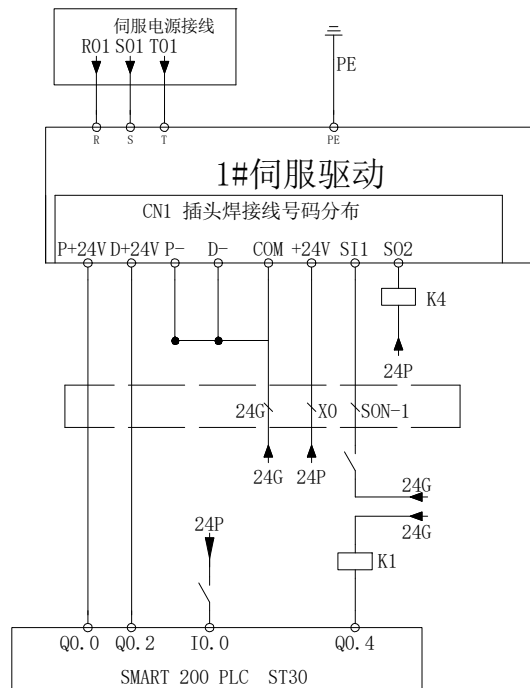 伺服电源接线
R01 S01 T01
PE
R S T PE
1#伺服驱动
CN1 插头焊接线号码分布
P+24V D+24V P- D- COM +24V SI1 SO2
K4
24P
24G X0 SON-1
24G 24P
24G
24P 24G
K1
Q0.0 Q0.2 I0.0 Q0.4
SMART 200 PLC ST30